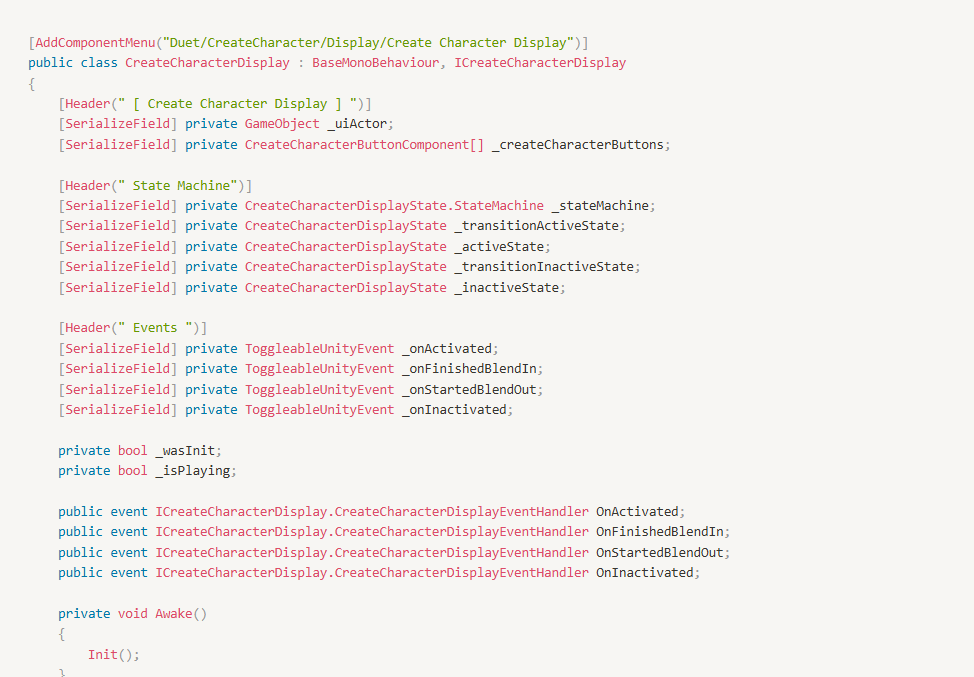 [AddComponentMenu("Duet/CreateCharacter/Display/Create Character Display")]
public class CreateCharacterDisplay : BaseMonoBehaviour, ICreateCharacterDisplay
{
    [Header(" [ Create Character Display ] ")]
    [SerializeField] private GameObject _uiActor;
    [SerializeField] private CreateCharacterButtonComponent[] _createCharacterButtons;

    [Header(" State Machine")]
    [SerializeField] private CreateCharacterDisplayState.StateMachine _stateMachine;
    [SerializeField] private CreateCharacterDisplayState _transitionActiveState;
    [SerializeField] private CreateCharacterDisplayState _activeState;
    [SerializeField] private CreateCharacterDisplayState _transitionInactiveState;
    [SerializeField] private CreateCharacterDisplayState _inactiveState;

    [Header(" Events ")]
    [SerializeField] private ToggleableUnityEvent _onActivated;
    [SerializeField] private ToggleableUnityEvent _onFinishedBlendIn;
    [SerializeField] private ToggleableUnityEvent _onStartedBlendOut;
    [SerializeField] private ToggleableUnityEvent _onInactivated;

    private bool _wasInit;
    private bool _isPlaying;

    public event ICreateCharacterDisplay.CreateCharacterDisplayEventHandler OnActivated;
    public event ICreateCharacterDisplay.CreateCharacterDisplayEventHandler OnFinishedBlendIn;
    public event ICreateCharacterDisplay.CreateCharacterDisplayEventHandler OnStartedBlendOut;
    public event ICreateCharacterDisplay.CreateCharacterDisplayEventHandler OnInactivated;

    private void Awake()
    {
        Init();
    }